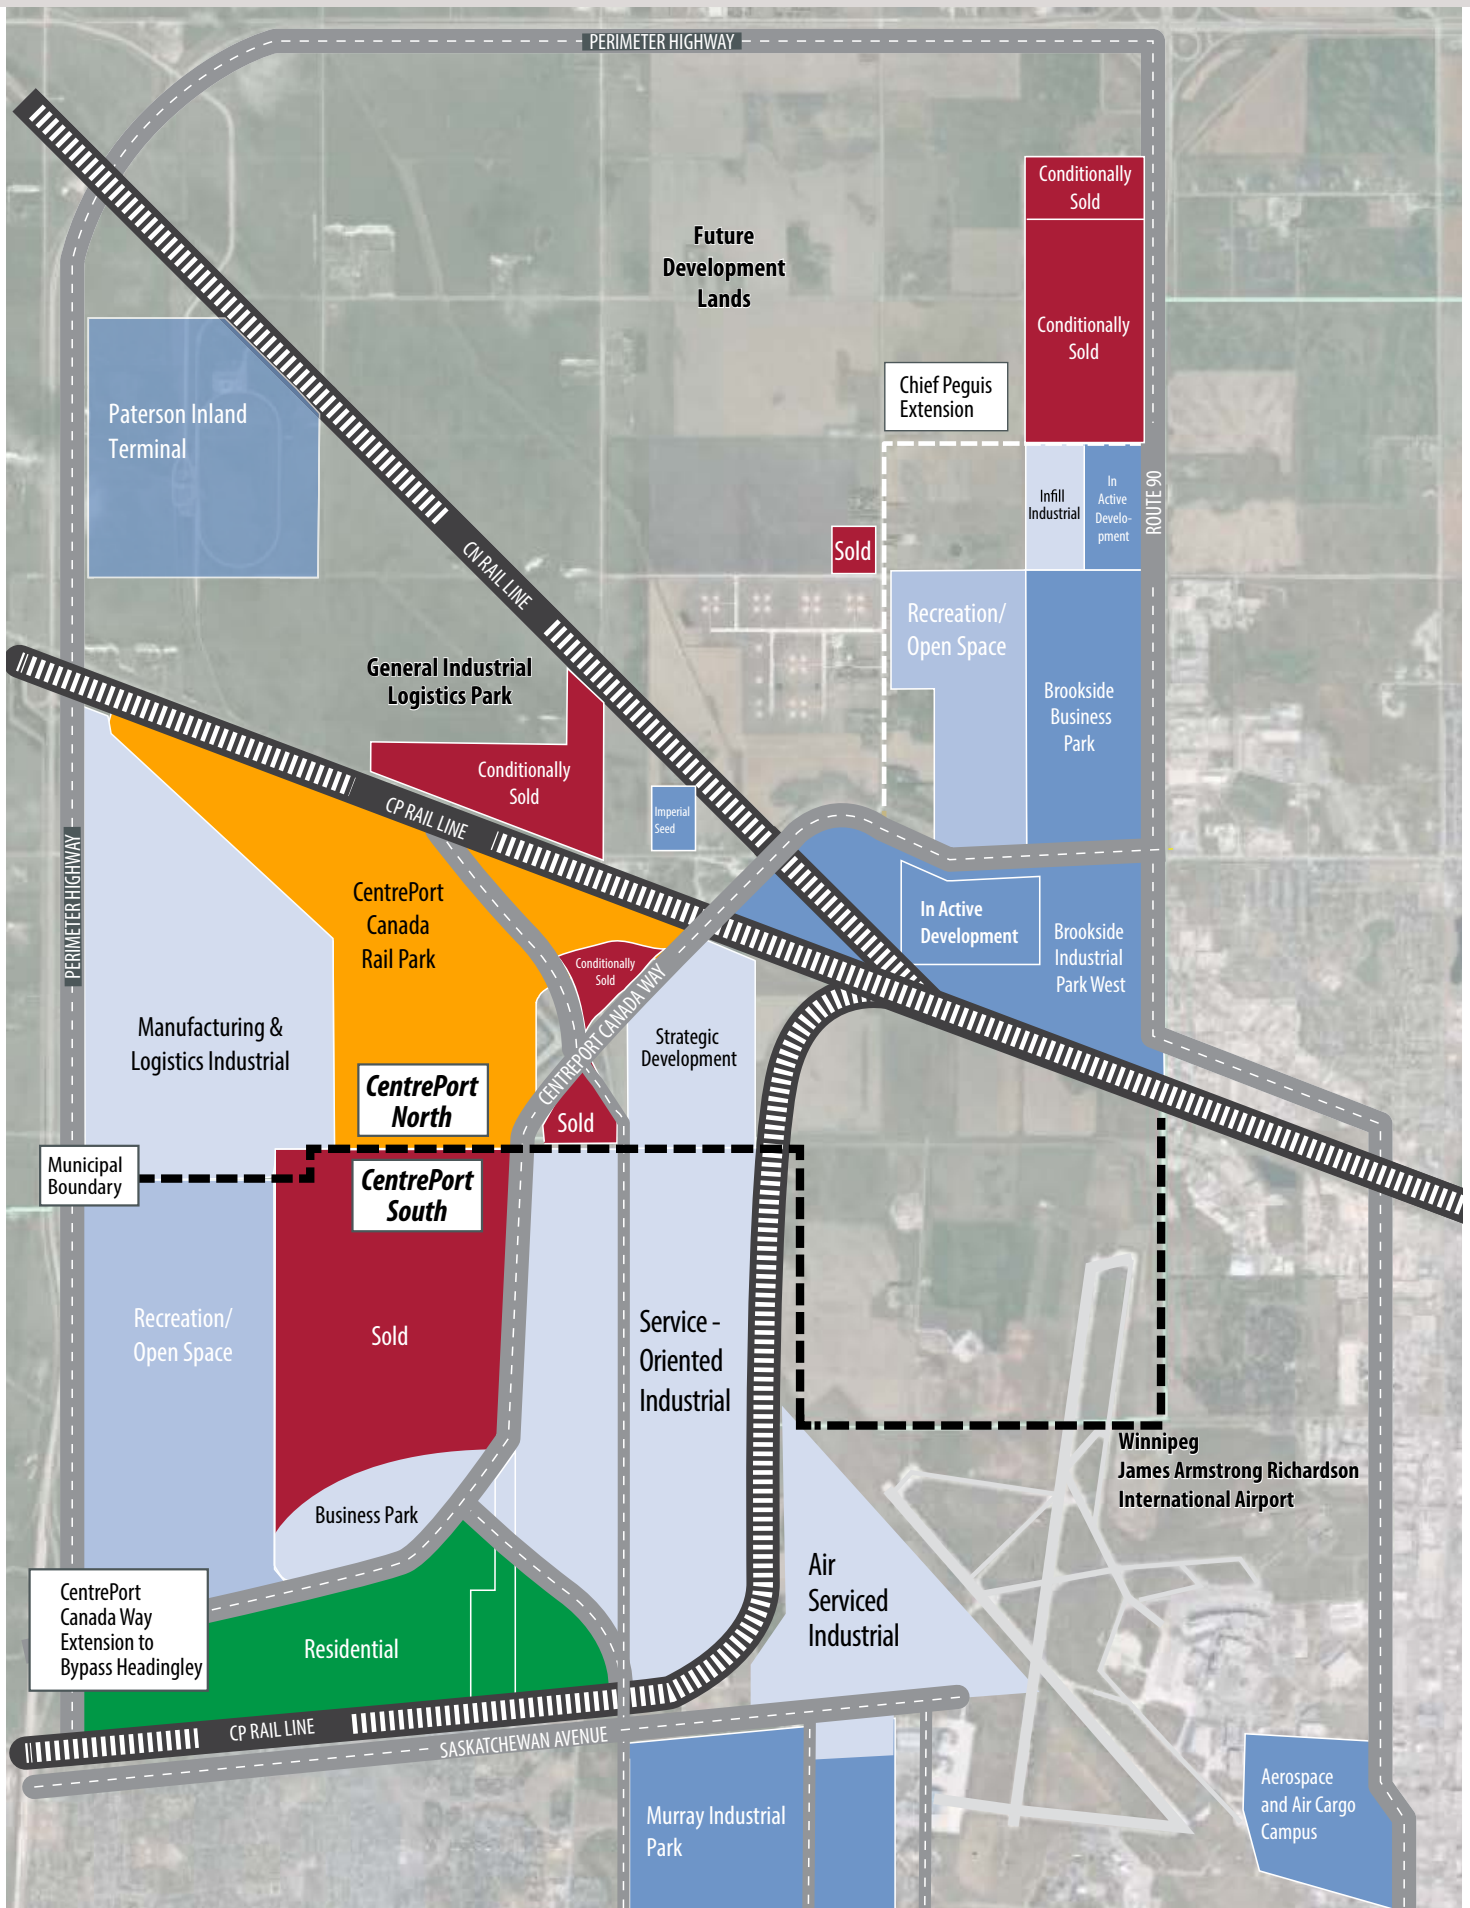 PERIMETER HIGHWAY
Conditionally
Sold
Future
Development
Lands
Conditionally
Sold
Chief Peguis
Extension
Paterson Inland
Terminal
Infill
Industrial
In
Active
Develo-
pment
ROUTE 90
Sold
CN RAIL LINE
Recreation/
Open Space
General Industrial
Logistics Park
Brookside
Business
Park
Conditionally
Sold
Imperial
Seed
CP RAIL LINE
PERIMETER HIGHWAY
CentrePort
Canada
Rail Park
In Active
Development
Brookside
Industrial
Park West
Conditionally
Sold
CENTREPORT CANADA WAY
Manufacturing &
Logistics Industrial
Strategic
Development
CentrePort
North
Sold
Municipal
Boundary
CentrePort
South
Recreation/
Open Space
Sold
Service -
Oriented
Industrial
Winnipeg
James Armstrong Richardson
International Airport
Business Park
Air
Serviced
Industrial
CentrePort
Canada Way
Extension to
Bypass Headingley
Residential
CP RAIL LINE
SASKATCHEWAN AVENUE
Murray Industrial
Park
Aerospace
and Air Cargo
Campus